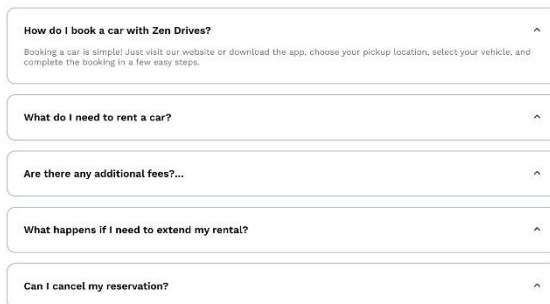 How do I book a car with Zen Drives?
Booking a car is simple! Just visit our website or download the app, choose your pickup location, select your vehicle, and
complete the booking in a few easy steps.
What do I need to rent a car?
Are there any additional fees?...
What happens if I need to extend my rental?
Can I cancel my reservation?